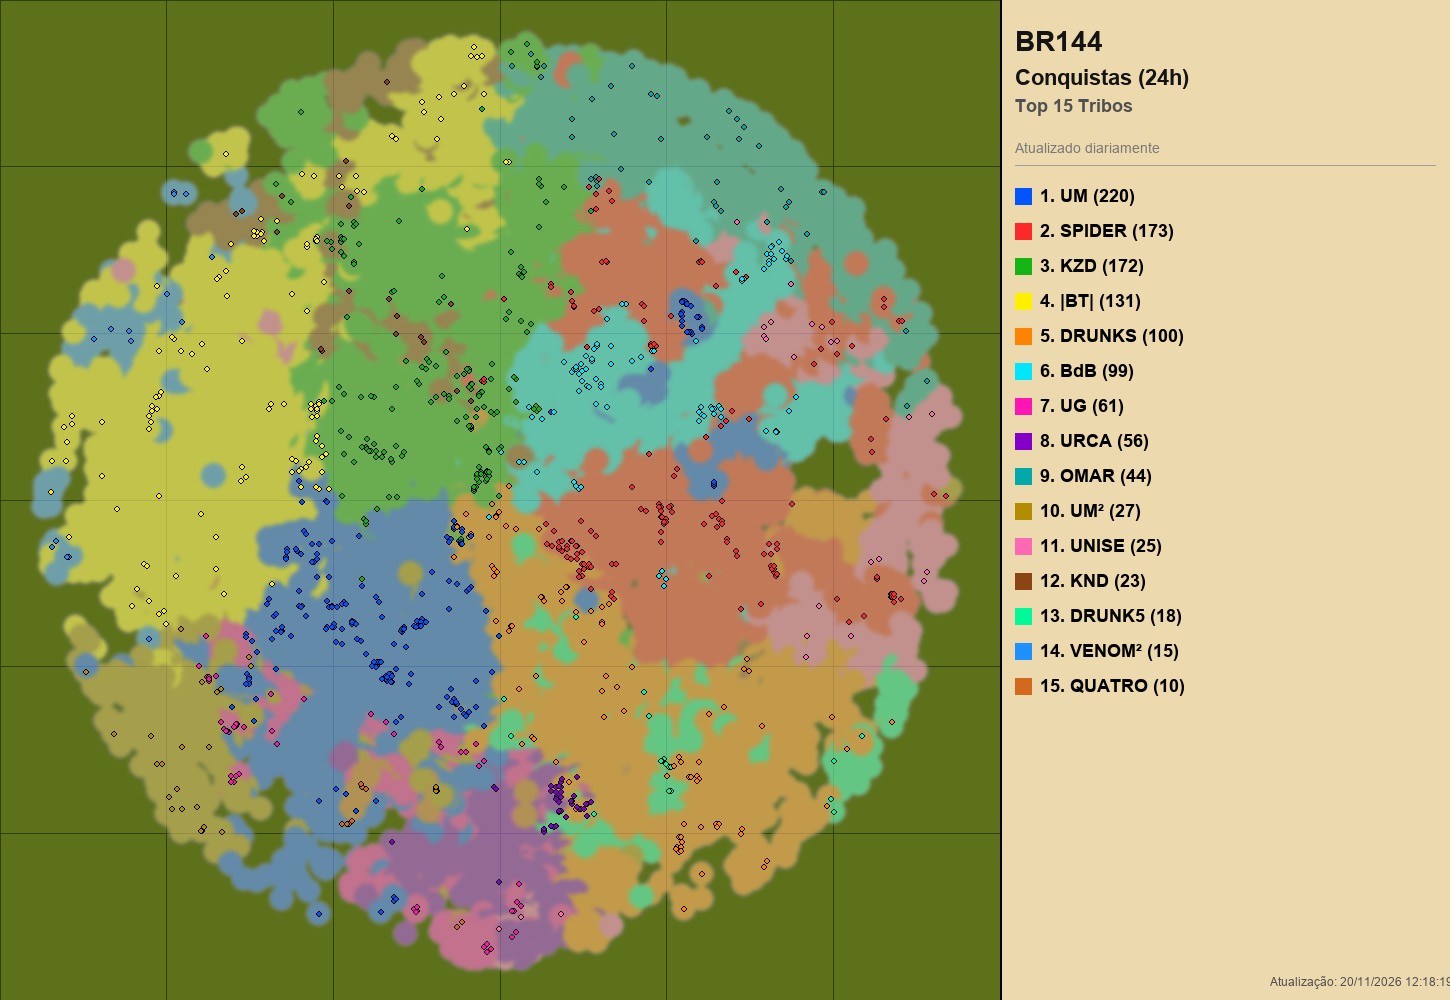 BR144
Conquistas (24h)
Top 15 Tribos
Atualizado diariamente
1. UM (220)
2. SPIDER (173)
3. KZD (172)
4. |BT| (131)
5. DRUNKS (100)
6. BdB (99)
7. UG (61)
8. URCA (56)
9. OMAR (44)
10. UM² (27)
11. UNISE (25)
12. KND (23)
13. DRUNK5 (18)
14. VENOM² (15)
15. QUATRO (10)
Atualização: 20/11/2026 12:18:19